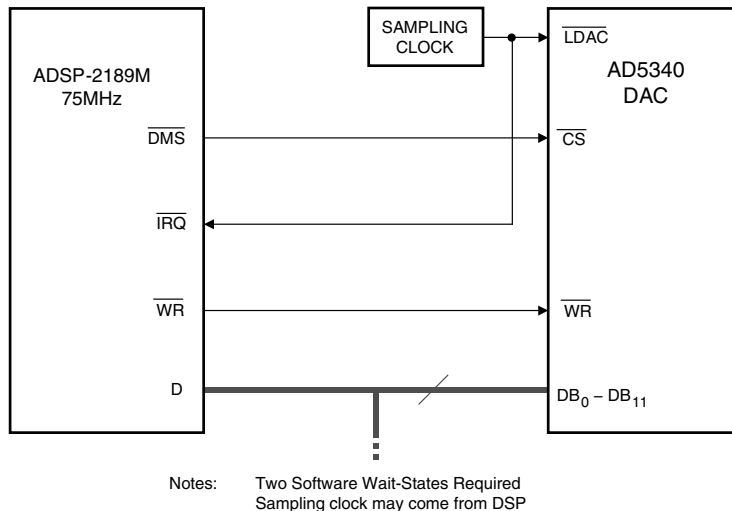 SAMPLING
CLOCK
LDAC
ADSP-2189M
75MHz
AD5340
DAC
DMS
CS
IRQ
WR
WR
D
DB0 – DB11
Notes: Two Software Wait-States Required
Sampling clock may come from DSP